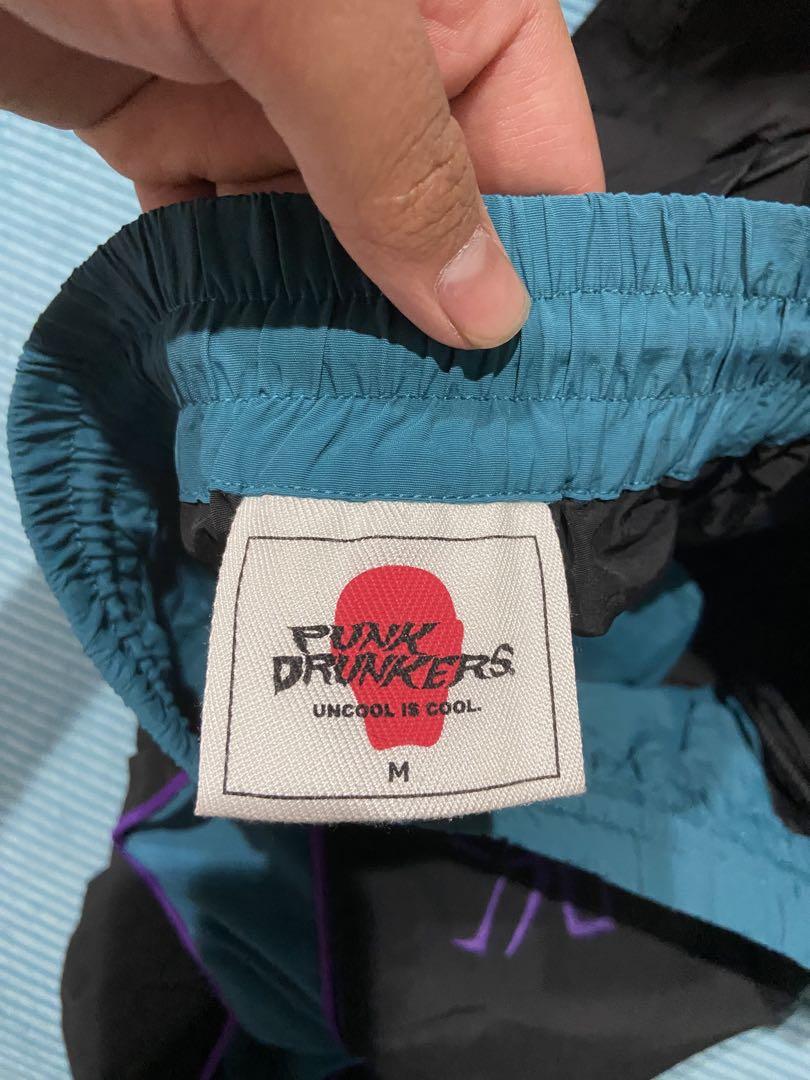 PUNK
DRUNKERS.
UNCOOL IS COOL.
M